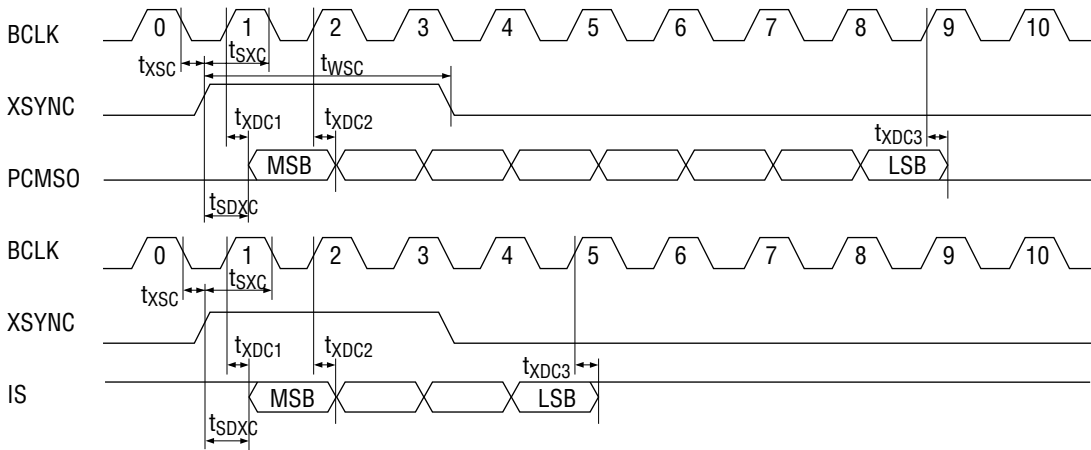 BCLK 0 1 2 3 4 5 6 7 8 9 10
tXSC tSXC tWSC
XSYNC
tXDC1 tXDC2 tXDC3
PCMSO MSB LSB
tSDXC
BCLK 0 1 2 3 4 5 6 7 8 9 10
tXSC tSXC
XSYNC
tXDC1 tXDC2 tXDC3
IS MSB LSB
tSDXC